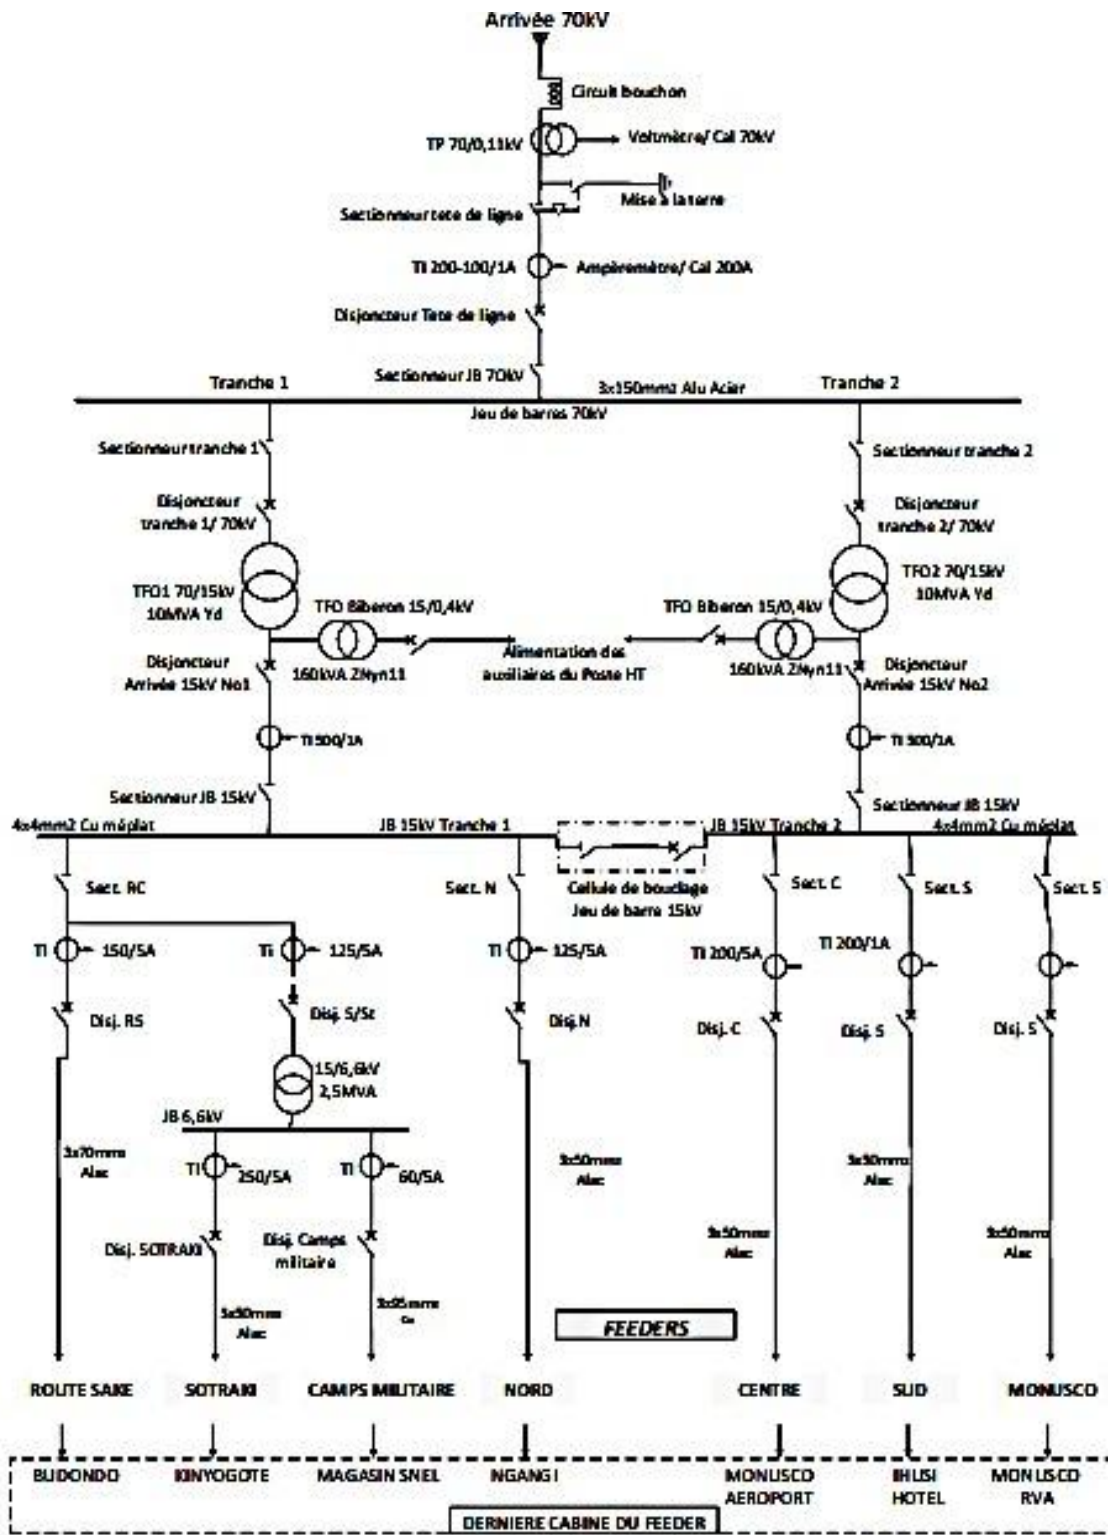 Arrivée 70kV
Circuit bouchon
TP 70/0,11kV
Voltmètre/ Cal 70kV
Mise à la terre
Sectionneur tete de ligne
TI 200-100/1A
Ampèremètre/ Cal 200A
Disjoncteur Tete de ligne
Sectionneur JB 70kV
Tranche 1
3x150mm2 Alu Acier
Tranche 2
Jeu de barres 70kV
Sectionneur tranche 1
Sectionneur tranche 2
Disjoncteur
tranche 1/ 70kV
Disjoncteur
tranche 2/ 70kV
TFO1 70/15kV
10MVA Yd
TFO2 70/15kV
10MVA Yd
TFO Biberon 15/0,4kV
TFO Biberon 15/0,4kV
160kVA ZNyn11
Alimentation des
auxiliaires du Poste HT
160kVA ZNyn11
Disjoncteur
Arrivée 15kV No1
Disjoncteur
Arrivée 15kV No2
TI 500/1A
TI 500/1A
Sectionneur JB 15kV
Sectionneur JB 15kV
4x4mm2 Cu méplat
JB 15kV Tranche 1
JB 15kV Tranche 2
4x4mm2 Cu méplat
Cellule de bouclage
Jeu de barre 15kV
Sect. RC
Sect. N
Sect. C
Sect. S
Sect. S
TI
150/5A
TI
125/5A
TI
125/5A
TI 200/5A
TI 200/1A
Disj. RS
Disj. S/St
Disj.N
Disj. C
Disj. S
Disj. S
15/6,6kV
2,5MVA
JB 6,6kV
3x70mm2
Alac
TI
250/5A
TI
60/5A
3x50mm2
Alac
3x50mm2
Alac
Disj. SOTRAKI
Disj. Camps
militaire
3x50mm2
Alac
3x50mm2
Alac
3x50mm2
Alac
3x95mm2
Cu
FEEDERS
ROUTE SAKE
SOTRAKI
CAMPS MILITAIRE
NORD
CENTRE
SUD
MONUSCO
BUDONDO
KINYOGOTE
MAGASIN SNEL
NGANGI
MONUSCO
AEROPORT
IHUSI
HOTEL
MONUSCO
RVA
DERNIERE CABINE DU FEEDER